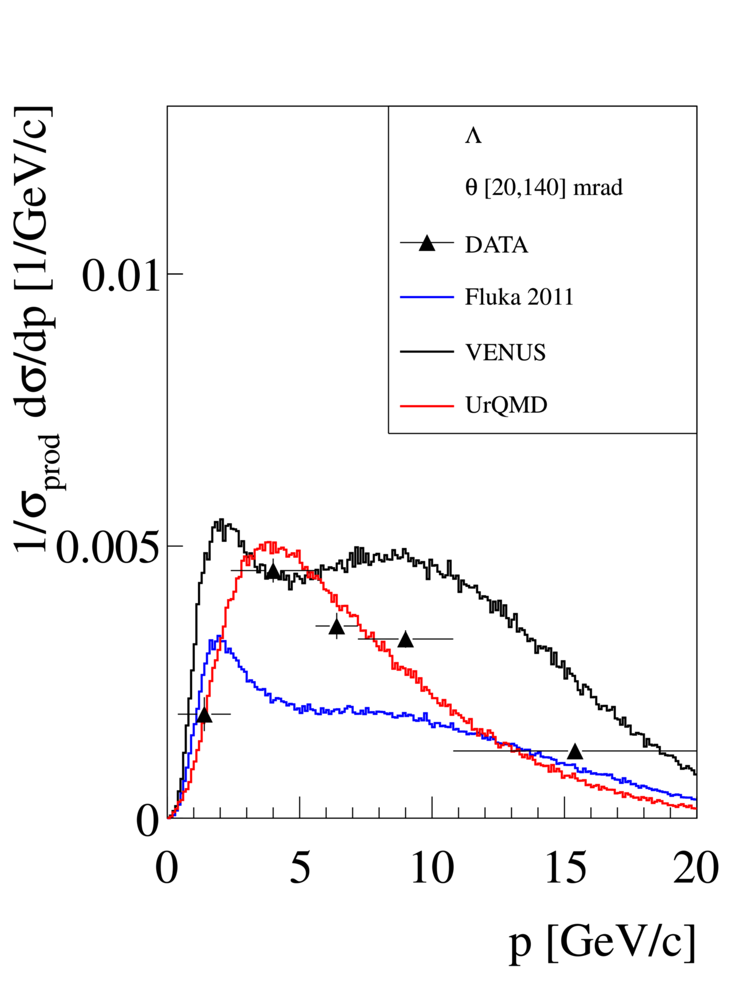 1/σprod dσ/dp [1/GeV/c]
Λ
θ [20,140] mrad
DATA
Fluka 2011
VENUS
UrQMD
0.01
0.005
0
0 5 10 15 20
p [GeV/c]